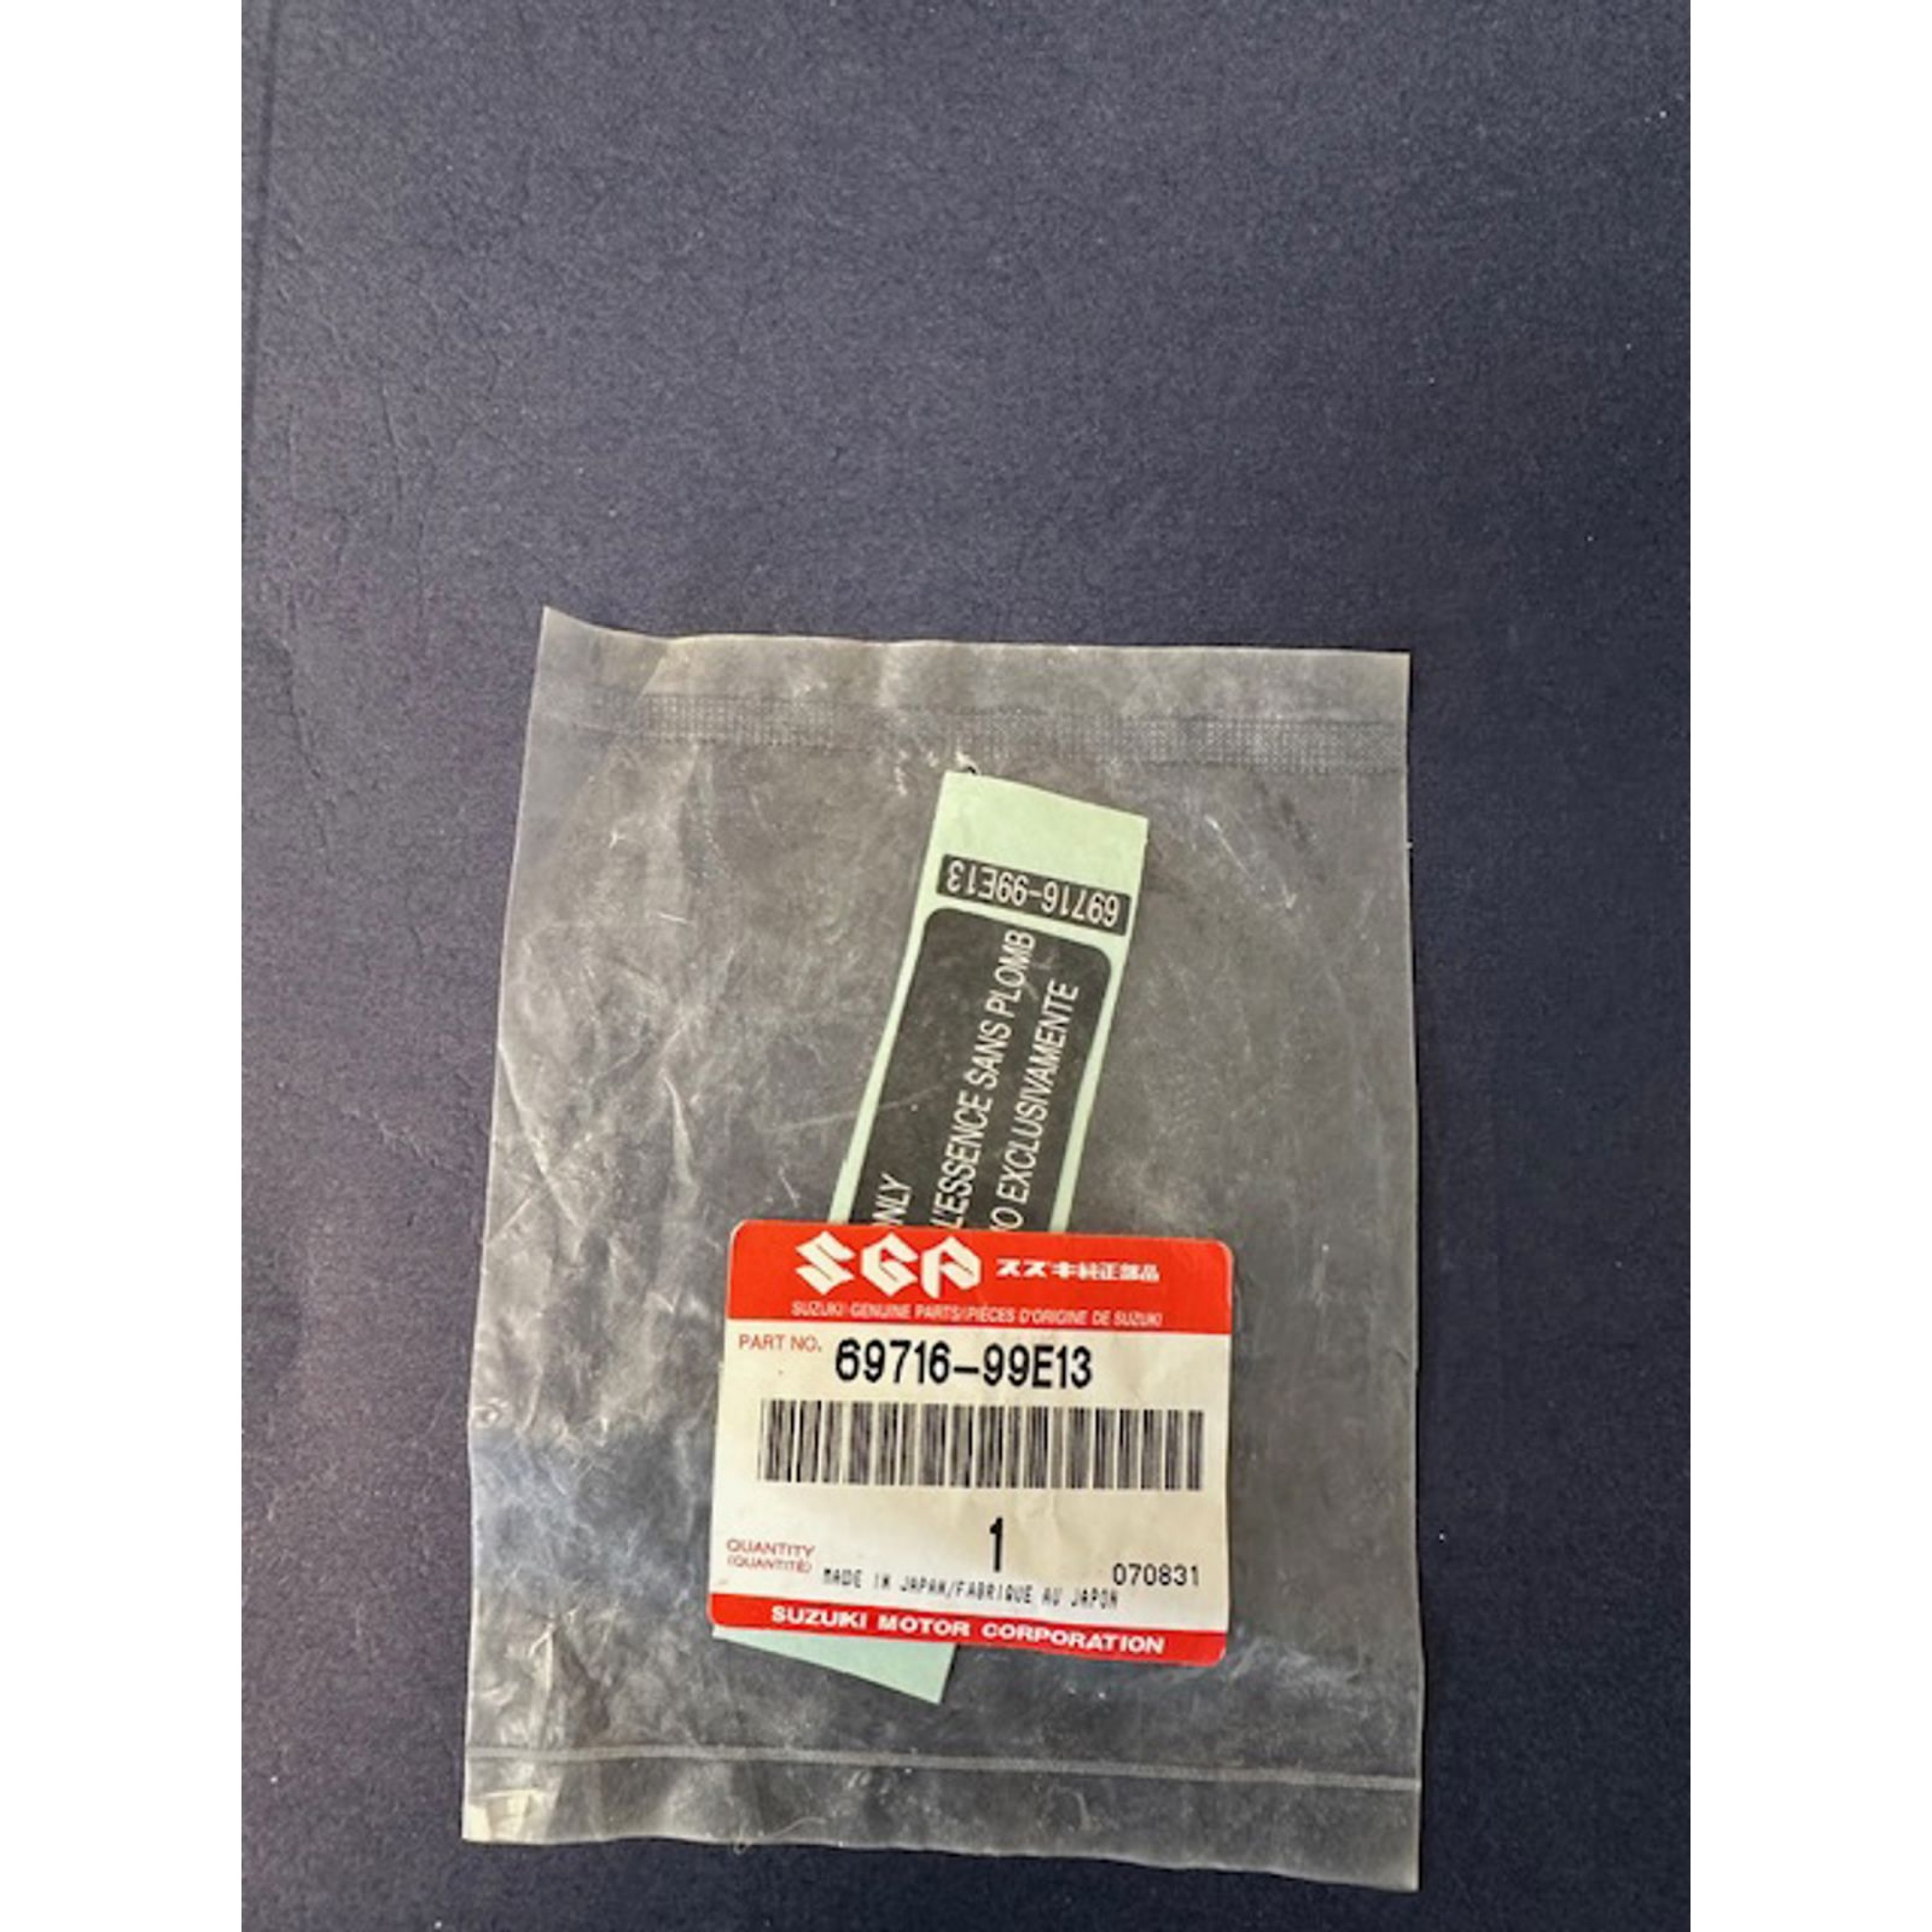 69716-99E13
NLY
L'ESSENCE SANS PLOMB
O EXCLUSIVAMENTE
SGP スズキ純正部品
SUZUKI GENUINE PARTS/PIÈCES D'ORIGINE DE SUZUKI
PART NO. 69716-99E13
1
QUANTITY
(QUANTITÉ)
070831
MADE IN JAPAN/FABRIQUE AU JAPON
SUZUKI MOTOR CORPORATION